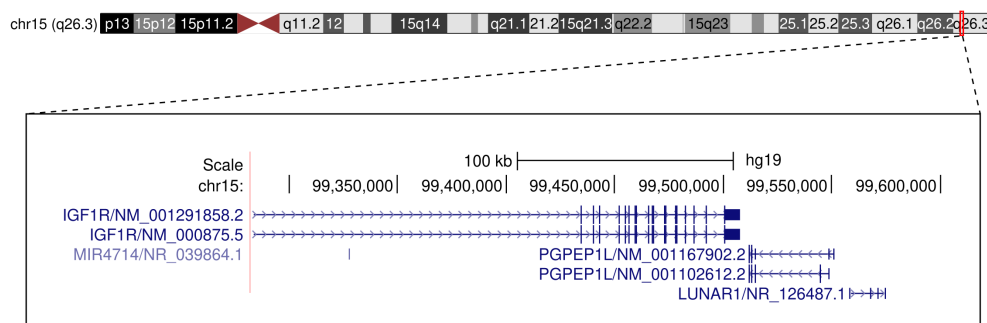 chr15 (q26.3) p13 15p12 15p11.2 q11.2 12 15q14 q21.1 21.2 15q21.3 q22.2 15q23 25.1 25.2 25.3 q26.1 q26.2 q26.3
Scale 100 kb hg19
chr15: 99,350,000 99,400,000 99,450,000 99,500,000 99,550,000 99,600,000
IGF1R/NM_001291858.2
IGF1R/NM_000875.5
MIR4714/NR_039864.1 PGPEP1L/NM_001167902.2
PGPEP1L/NM_001102612.2
LUNAR1/NR_126487.1